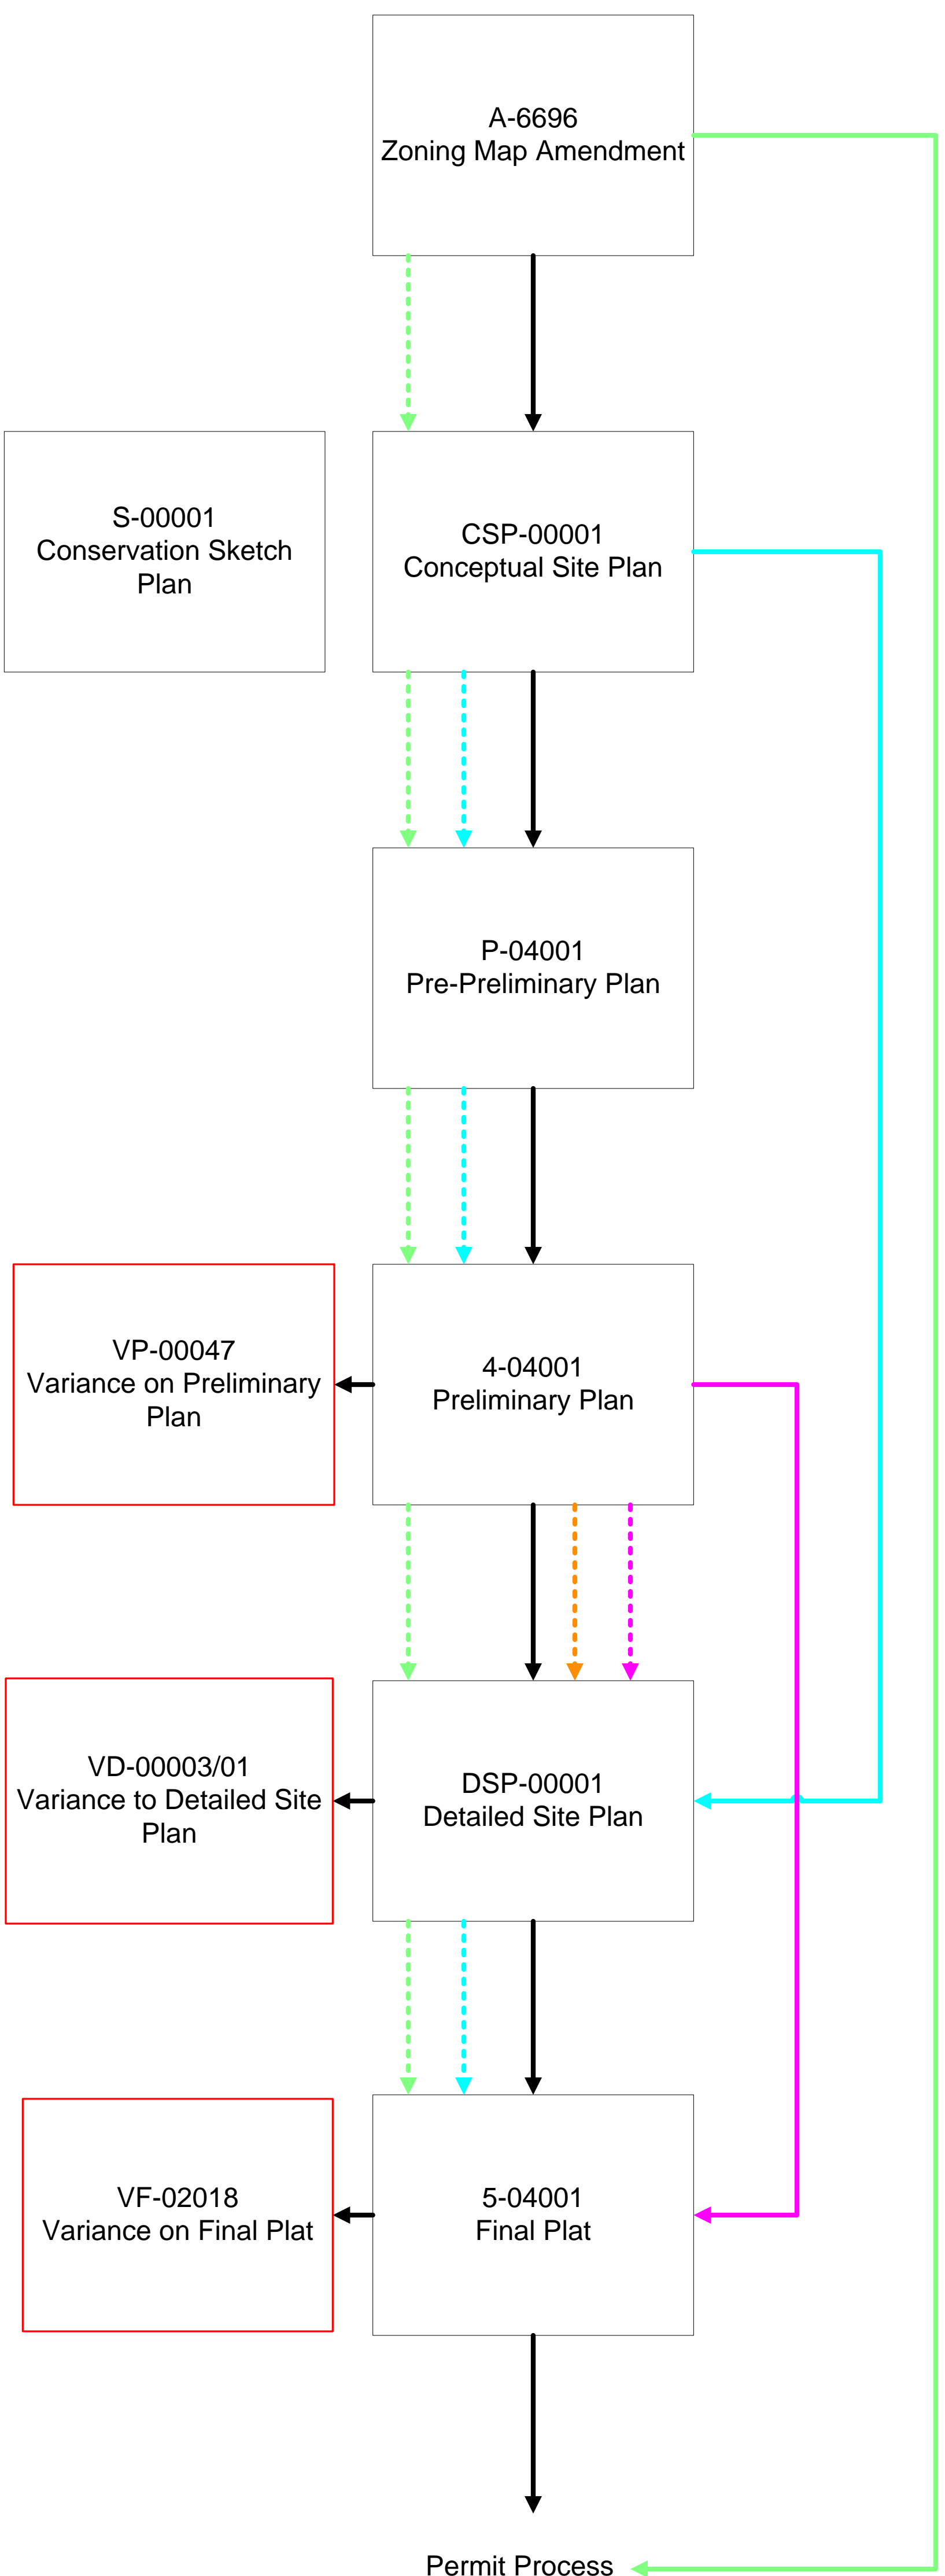 A-6696
Zoning Map Amendment
S-00001
Conservation Sketch
Plan
CSP-00001
Conceptual Site Plan
P-04001
Pre-Preliminary Plan
VP-00047
Variance on Preliminary
Plan
4-04001
Preliminary Plan
VD-00003/01
Variance to Detailed Site
Plan
DSP-00001
Detailed Site Plan
VF-02018
Variance on Final Plat
5-04001
Final Plat
Permit Process